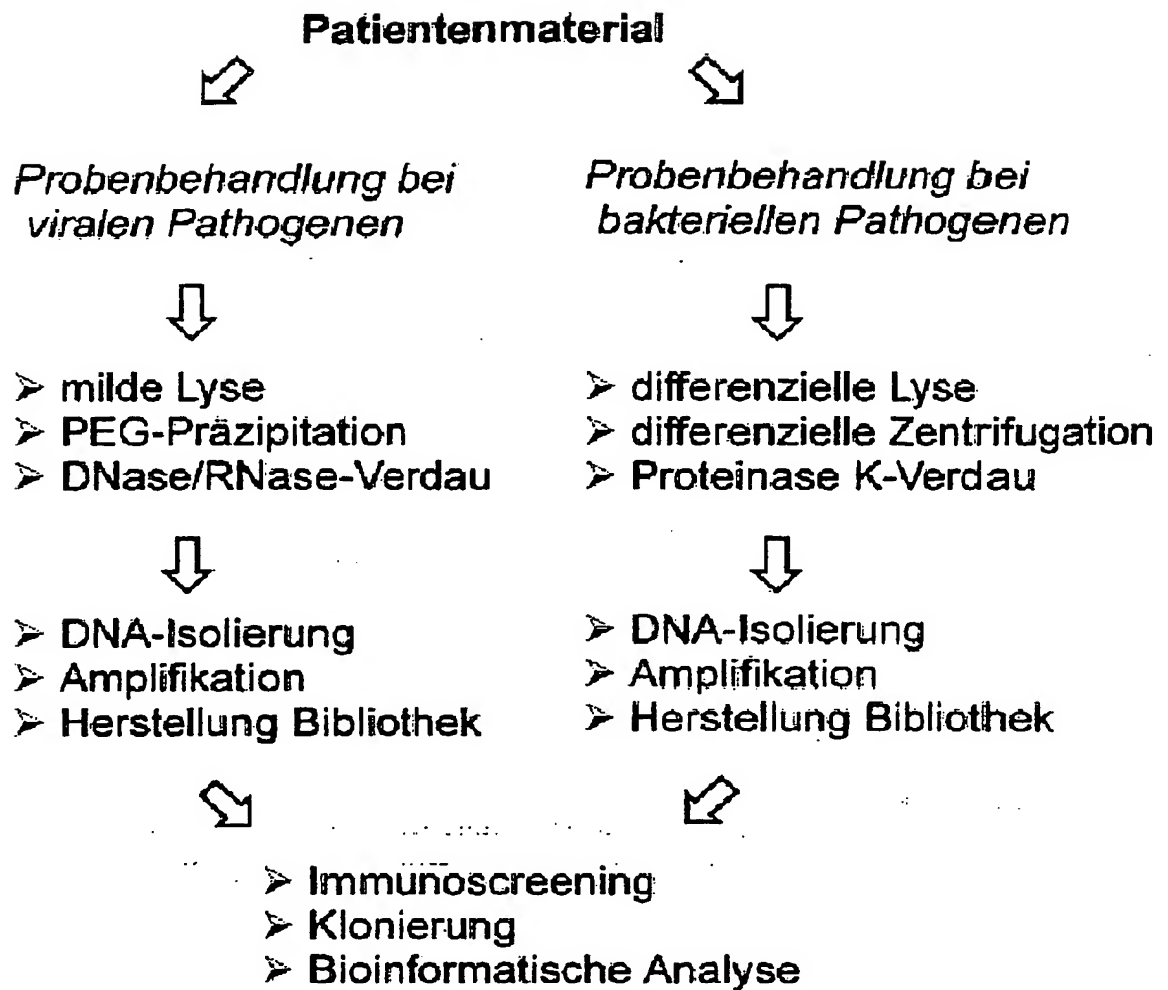 Patientenmaterial
Probenbehandlung bei
viralen Pathogenen
➢ milde Lyse
➢ PEG-Präzipitation
➢ DNase/RNase-Verdau
➢ DNA-Isolierung
➢ Amplifikation
➢ Herstellung Bibliothek
Probenbehandlung bei
bakteriellen Pathogenen
➢ differenzielle Lyse
➢ differenzielle Zentrifugation
➢ Proteinase K-Verdau
➢ DNA-Isolierung
➢ Amplifikation
➢ Herstellung Bibliothek
➢ Immunoscreening
➢ Klonierung
➢ Bioinformatische Analyse